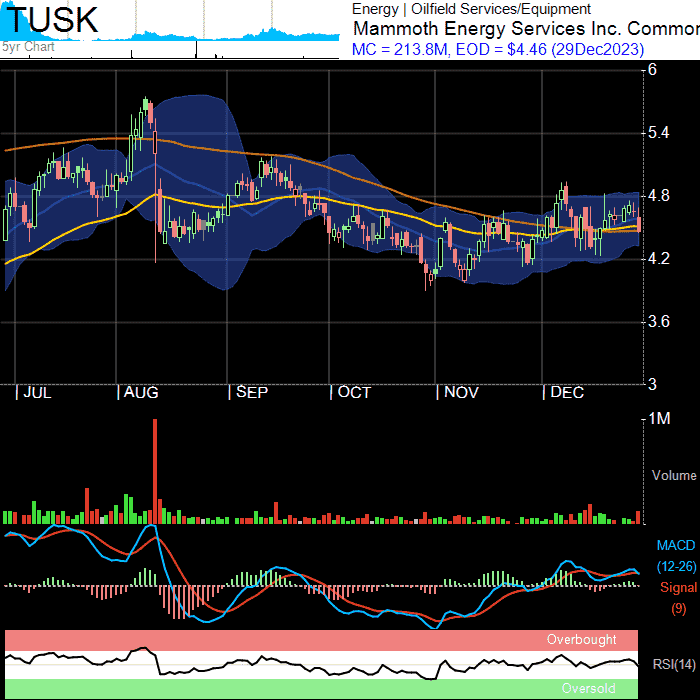 TUSK
5yr Chart
Energy | Oilfield Services/Equipment
Mammoth Energy Services Inc. Common
MC = 213.8M, EOD = $4.46 (29Dec2023)
6
5.4
4.8
4.2
3.6
3
JUL
AUG
SEP
OCT
NOV
DEC
1M
Volume
MACD
(12-26)
Signal
(9)
Overbought
RSI(14)
Oversold